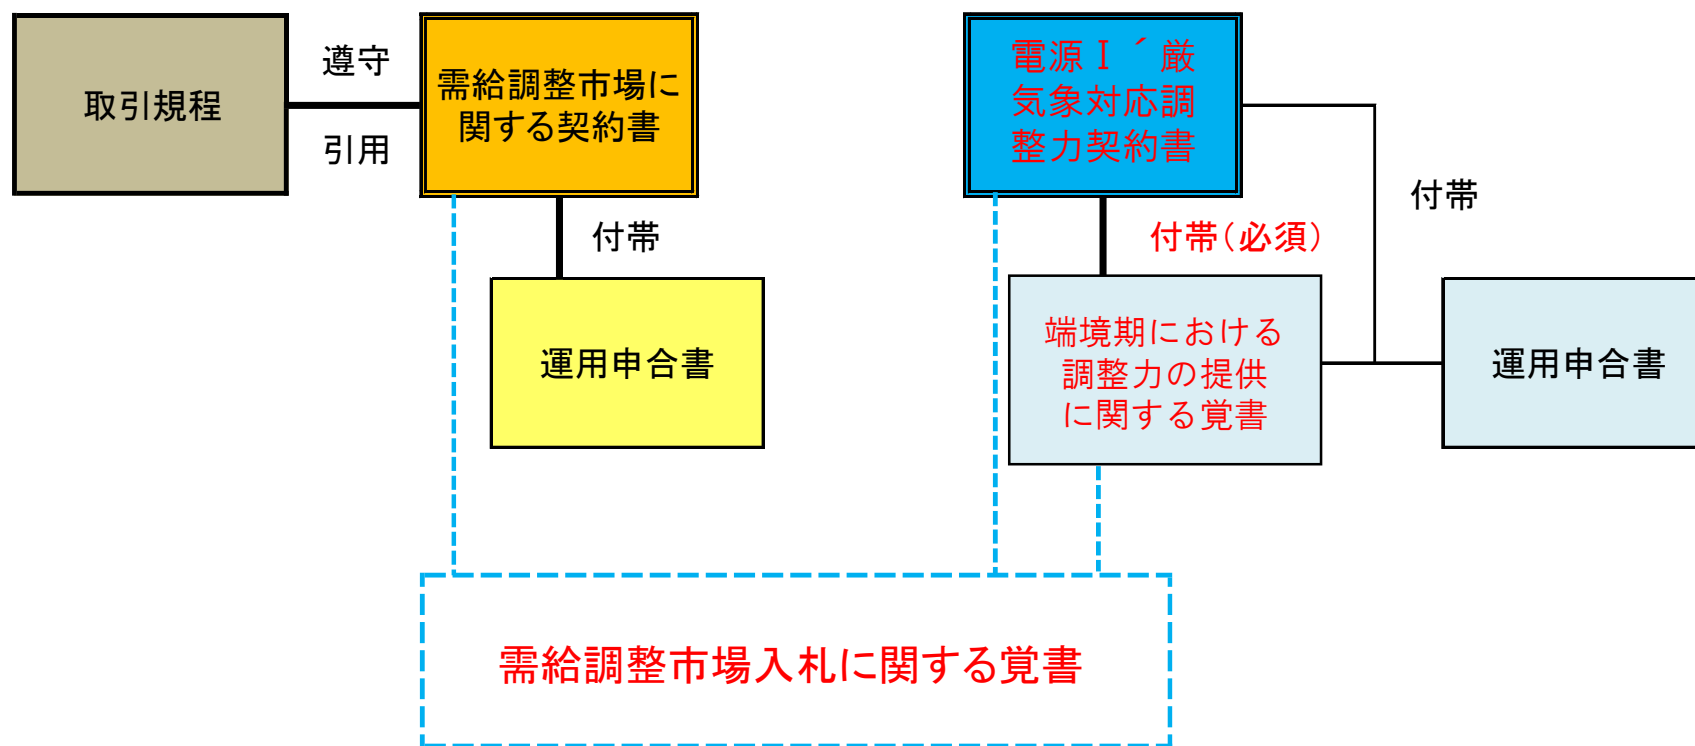 取引規程
遵守
引用
需給調整市場に
関する契約書
付帯
運用申合書
電源Ⅰ´厳
気象対応調
整力契約書
付帯(必須)
付帯
端境期における
調整力の提供
に関する覚書
運用申合書
需給調整市場入札に関する覚書